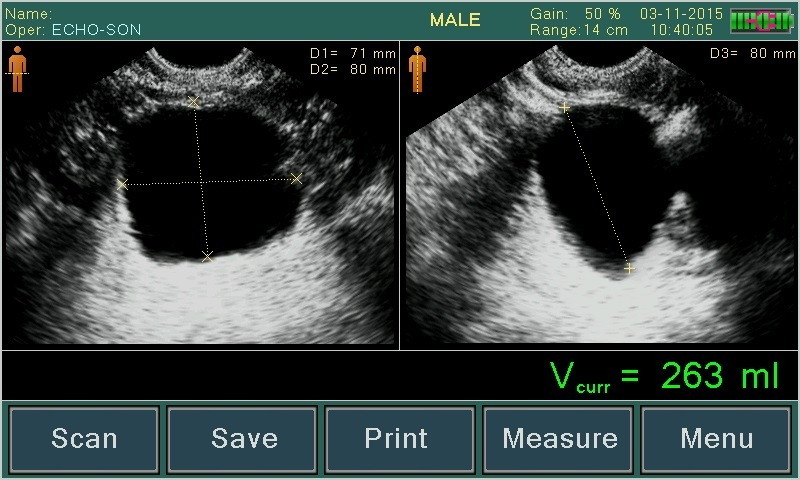 Name:
Oper: ECHO-SON
MALE
Gain: 50 % 03-11-2015
Range:14 cm 10:40:05
D1= 71 mm
D2= 80 mm
D3= 80 mm
Vcurr = 263 ml
Scan
Save
Print
Measure
Menu